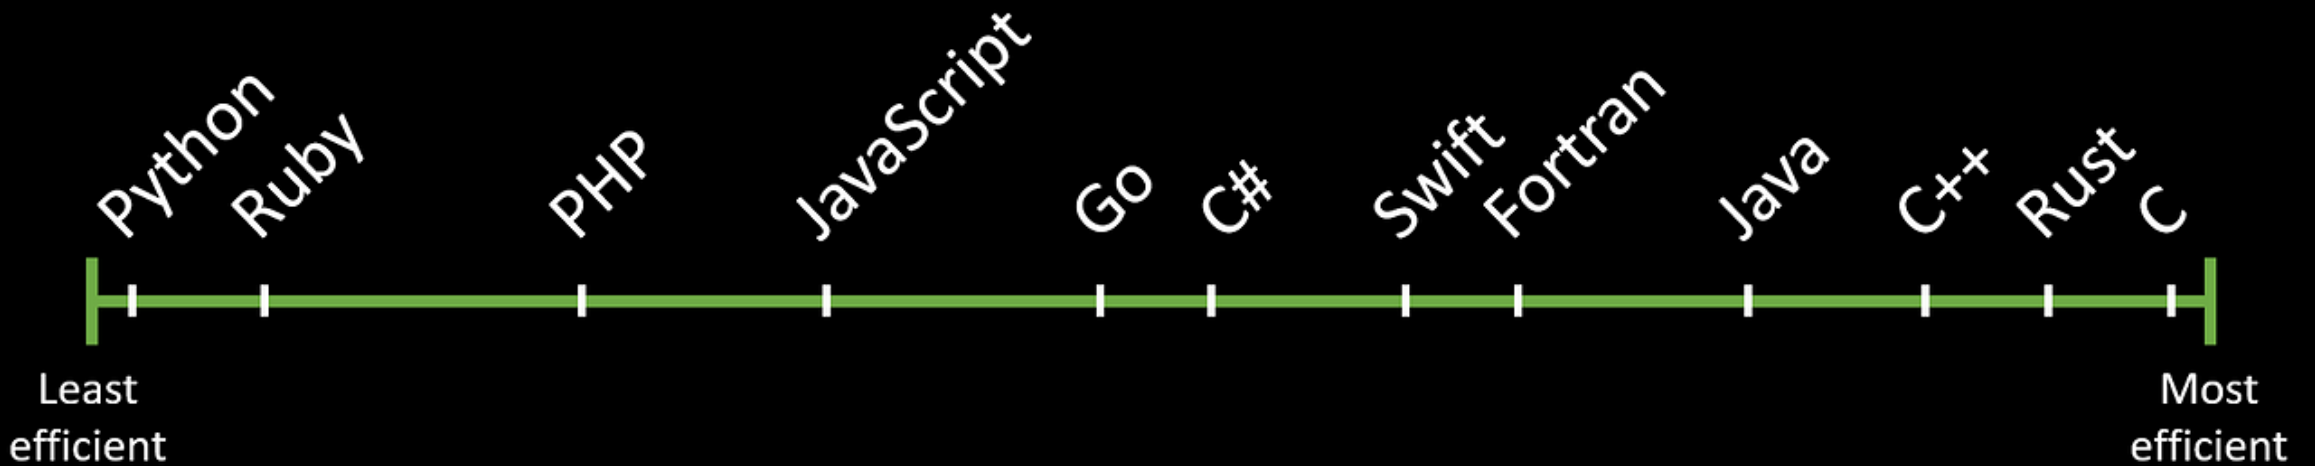 Python
Ruby
PHP
JavaScript
Go
C#
Swift
Fortran
Java
C++
Rust
C
Least
efficient
Most
efficient